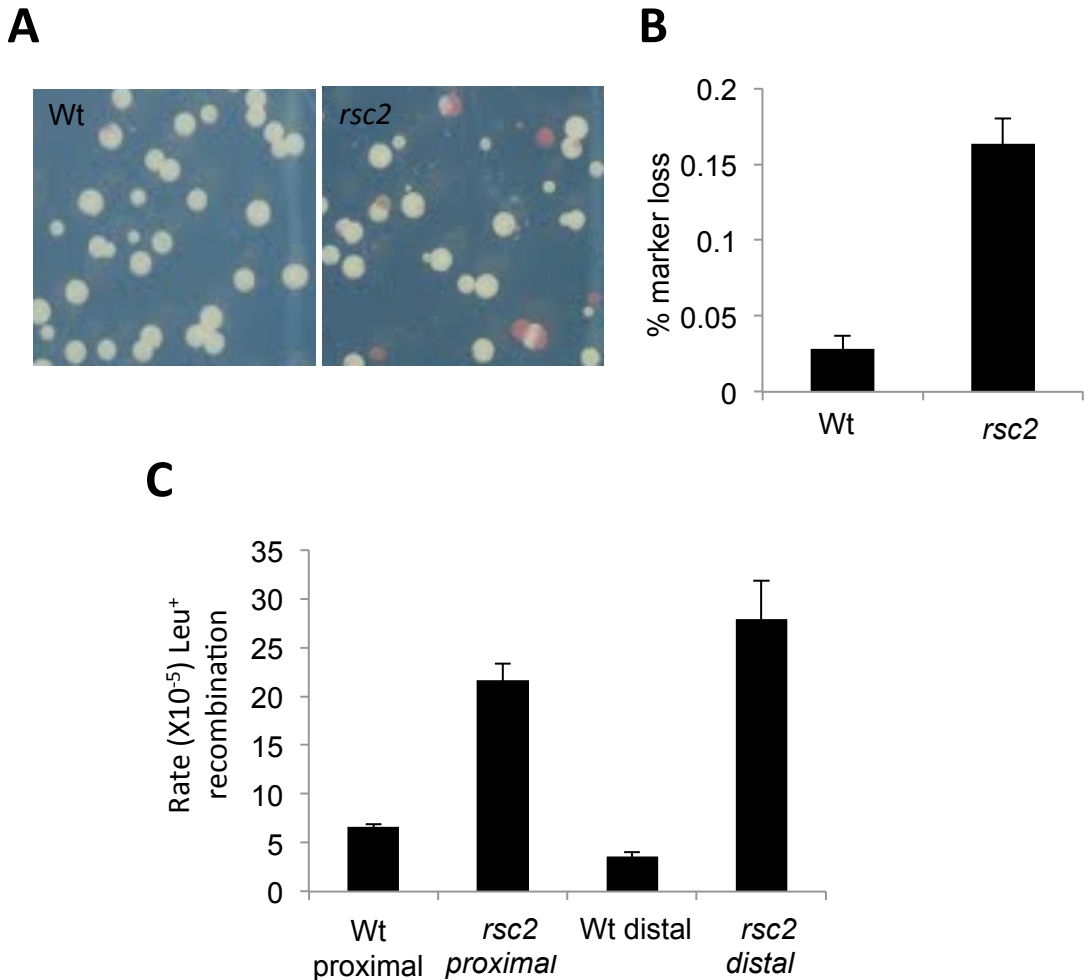 A
Wt
rsc2
B
% marker loss
0.2
0.15
0.1
0.05
0
Wt
rsc2
C
Rate (X10⁻⁵) Leu⁺
recombination
35
30
25
20
15
10
5
0
Wt
proximal
rsc2
proximal
Wt distal
rsc2
distal